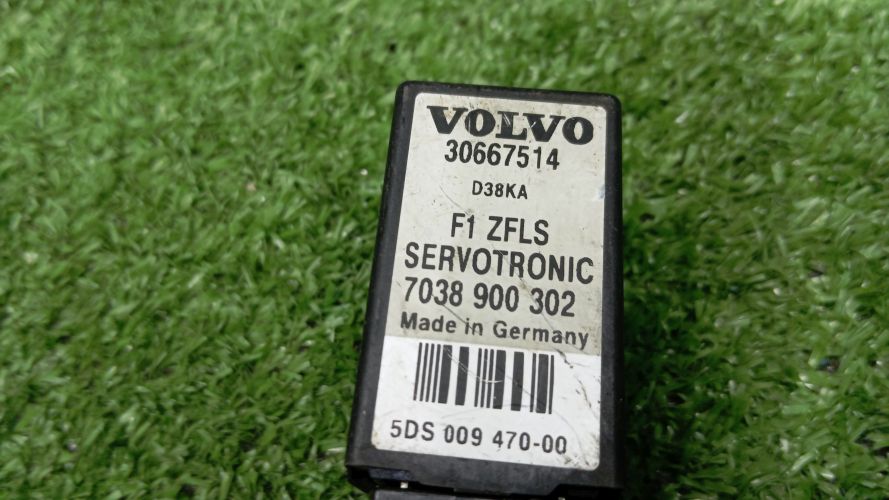 VOLVO
30667514
D38KA
F1 ZFLS
SERVOTRONIC
7038 900 302
Made in Germany
5DS 009 470-00